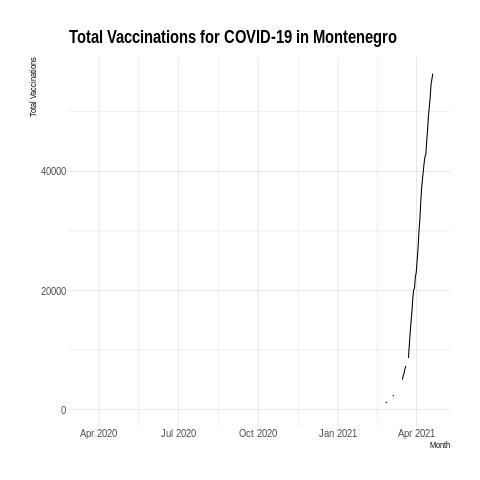 Total Vaccinations for COVID-19 in Montenegro
Total Vaccinations
40000
20000
0
Apr 2020 Jul 2020 Oct 2020 Jan 2021 Apr 2021
Month